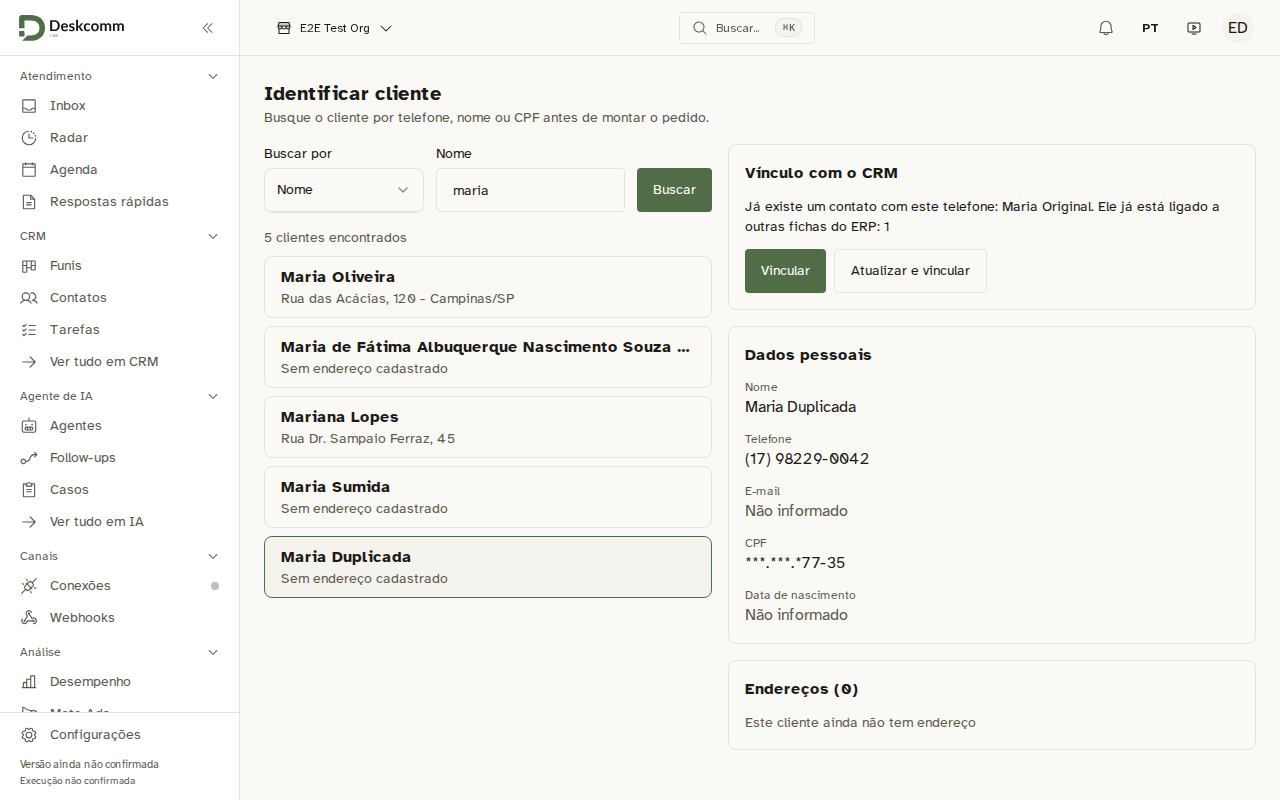 Deskcomm
E2E Test Org
Buscar...
⌘K
PT
ED
Atendimento
Inbox
Radar
Agenda
Respostas rápidas
CRM
Funis
Contatos
Tarefas
Ver tudo em CRM
Agente de IA
Agentes
Follow-ups
Casos
Ver tudo em IA
Canais
Conexões
Webhooks
Análise
Desempenho
Configurações
Versão ainda não confirmada
Execução não confirmada
Identificar cliente
Busque o cliente por telefone, nome ou CPF antes de montar o pedido.
Buscar por
Nome
Nome
maria
Buscar
5 clientes encontrados
Maria Oliveira
Rua das Acácias, 120 - Campinas/SP
Maria de Fátima Albuquerque Nascimento Souza ...
Sem endereço cadastrado
Mariana Lopes
Rua Dr. Sampaio Ferraz, 45
Maria Sumida
Sem endereço cadastrado
Maria Duplicada
Sem endereço cadastrado
Vínculo com o CRM
Já existe um contato com este telefone: Maria Original. Ele já está ligado a
outras fichas do ERP: 1
Vincular
Atualizar e vincular
Dados pessoais
Nome
Maria Duplicada
Telefone
(17) 98229-0042
E-mail
Não informado
CPF
***.***.*77-35
Data de nascimento
Não informado
Endereços (0)
Este cliente ainda não tem endereço